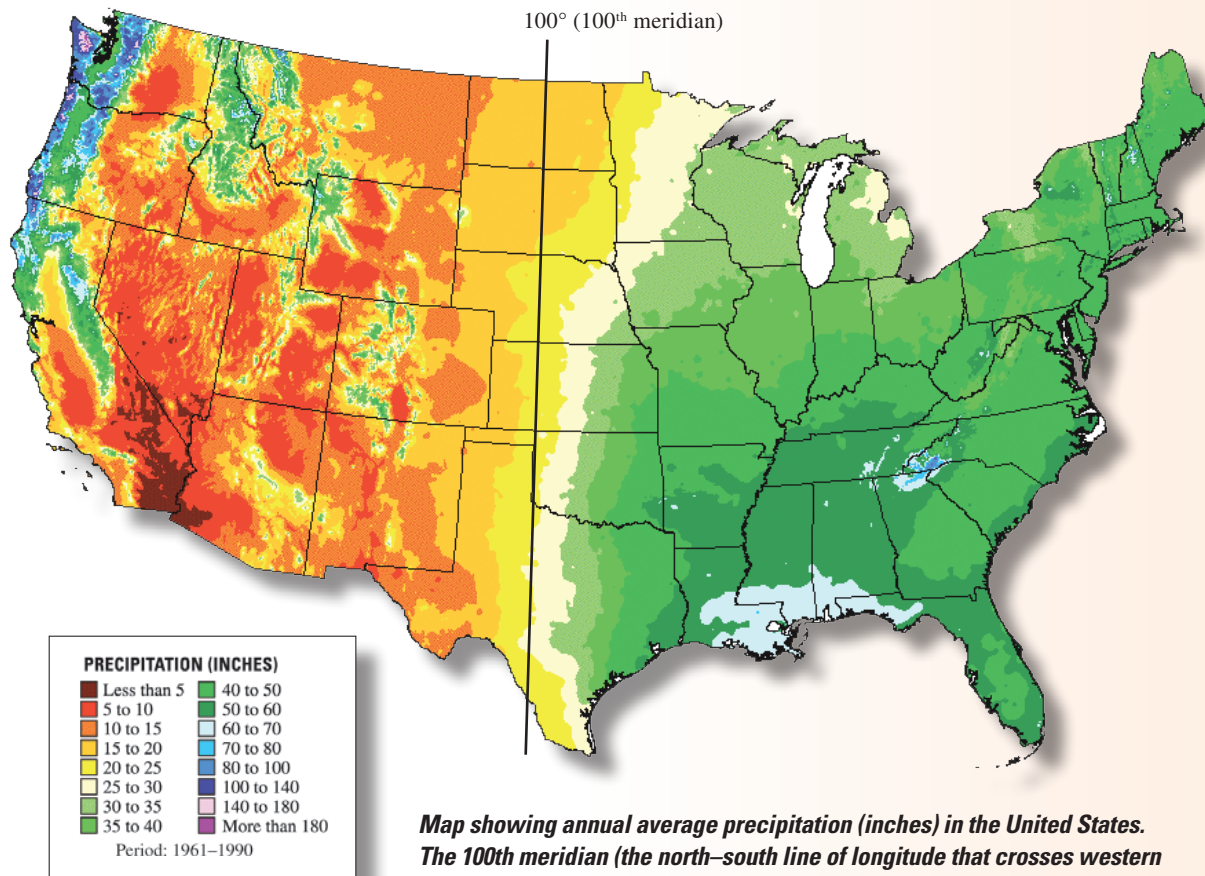 100° (100th meridian)
PRECIPITATION (INCHES)
Less than 5
5 to 10
10 to 15
15 to 20
20 to 25
25 to 30
30 to 35
35 to 40
40 to 50
50 to 60
60 to 70
70 to 80
80 to 100
100 to 140
140 to 180
More than 180
Period: 1961–1990
Map showing annual average precipitation (inches) in the United States.
The 100th meridian (the north–south line of longitude that crosses western